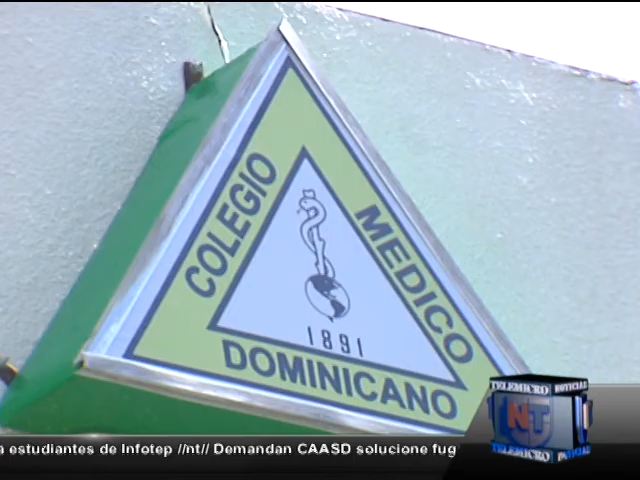 COLEGIO
MEDICO
DOMINICANO
1891
TELEMICRO NOTICIAS
NT
TELEMICRO
a estudiantes de Infotep //nt// Demandan CAASD solucione fug